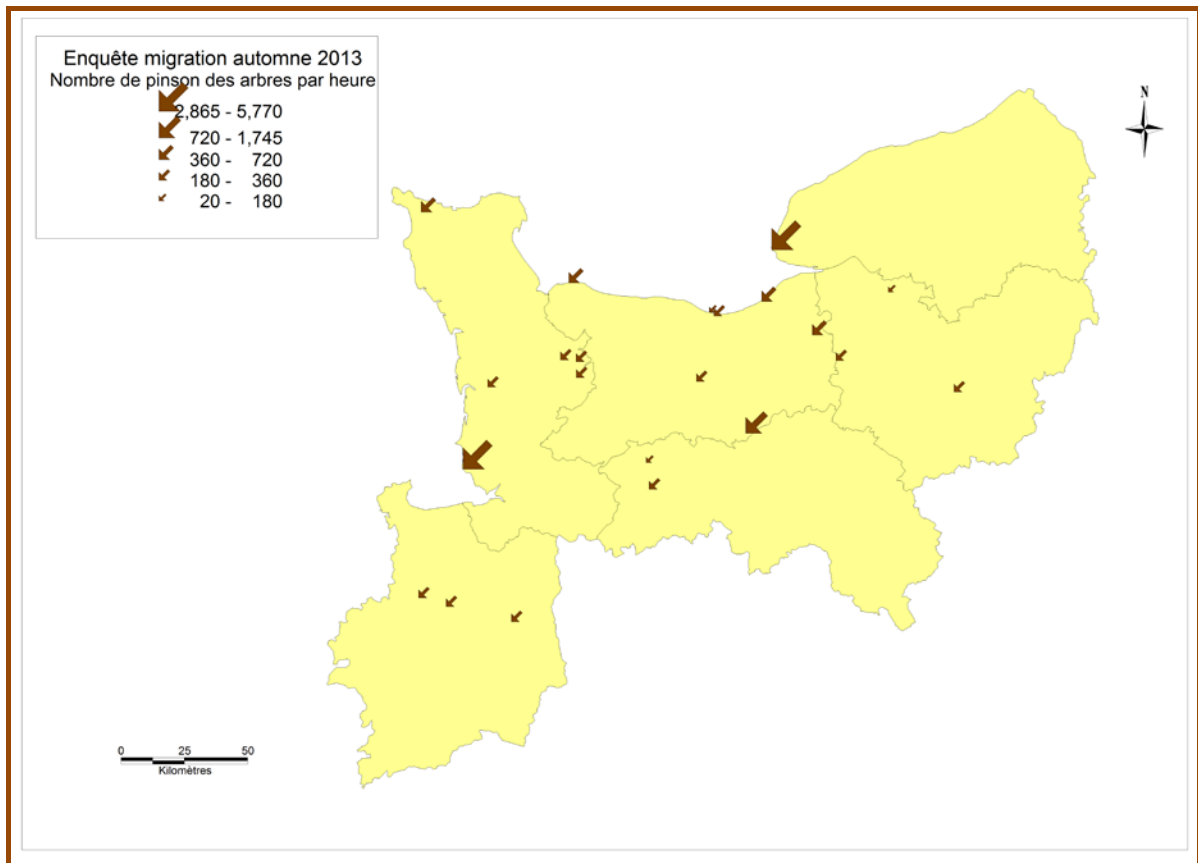 Enquête migration automne 2013
Nombre de pinson des arbres par heure
2,865 - 5,770
720 - 1,745
360 - 720
180 - 360
20 - 180
N
0 25 50
Kilomètres